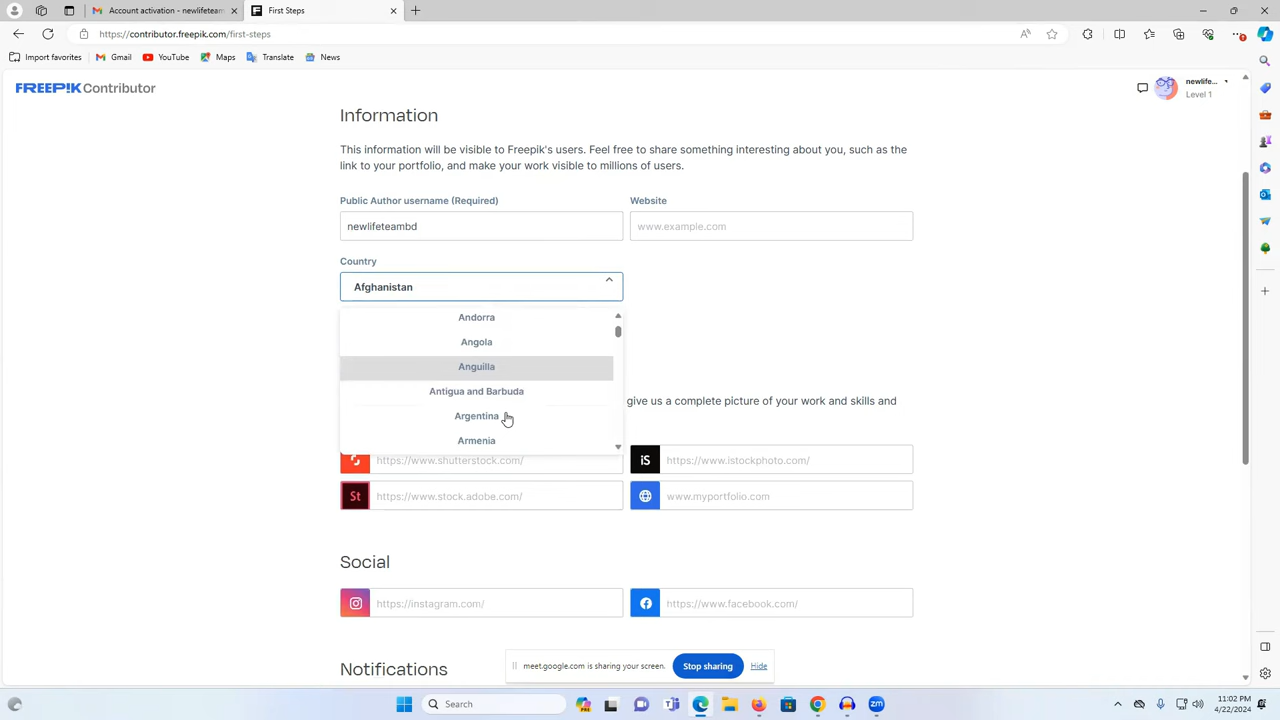 Account activation - newlifeteam
First Steps
https://contributor.freepik.com/first-steps
Import favorites
Gmail
YouTube
Maps
Translate
News
FREEPIK Contributor
newlife...
Level 1
Information
This information will be visible to Freepik's users. Feel free to share something interesting about you, such as the
link to your portfolio, and make your work visible to millions of users.
Public Author username (Required)
Website
newlifeteambd
www.example.com
Country
Afghanistan
Andorra
Angola
Anguilla
Antigua and Barbuda
give us a complete picture of your work and skills and
Argentina
Armenia
https://www.shutterstock.com/
iS
https://www.istockphoto.com/
St
https://www.stock.adobe.com/
www.myportfolio.com
Social
https://instagram.com/
https://www.facebook.com/
Notifications
meet.google.com is sharing your screen.
Stop sharing
Hide
Search
11:02 PM
4/22/2024